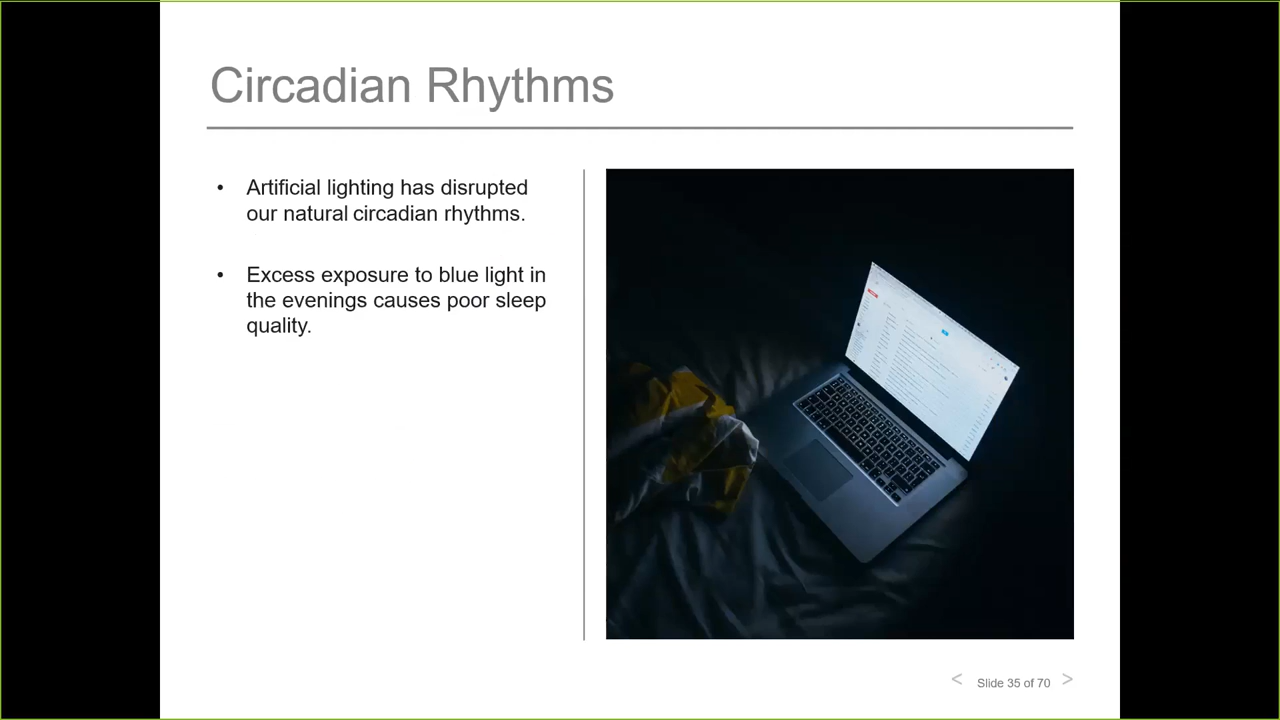 Circadian Rhythms
• Artificial lighting has disrupted
our natural circadian rhythms.
• Excess exposure to blue light in
the evenings causes poor sleep
quality.
< Slide 35 of 70 >